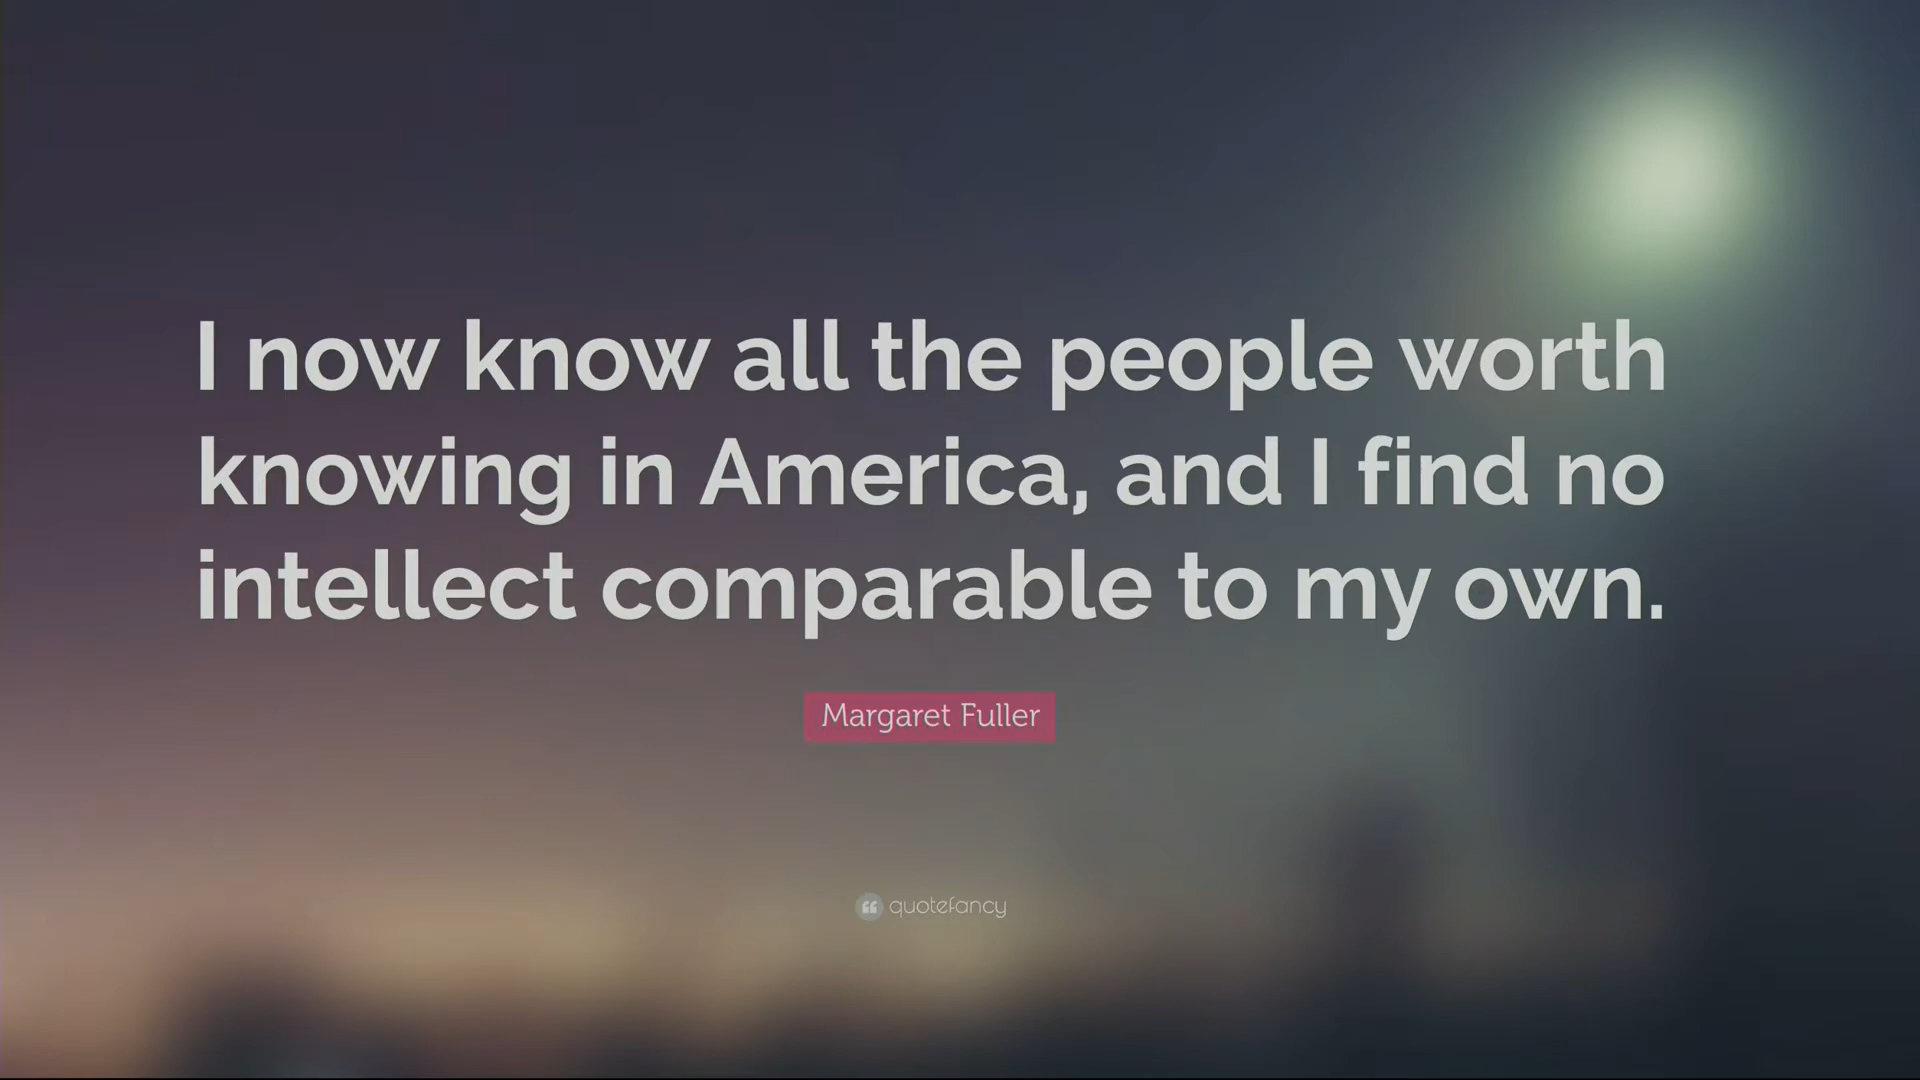 I now know all the people worth
knowing in America, and I find no
intellect comparable to my own.
Margaret Fuller
quotefancy